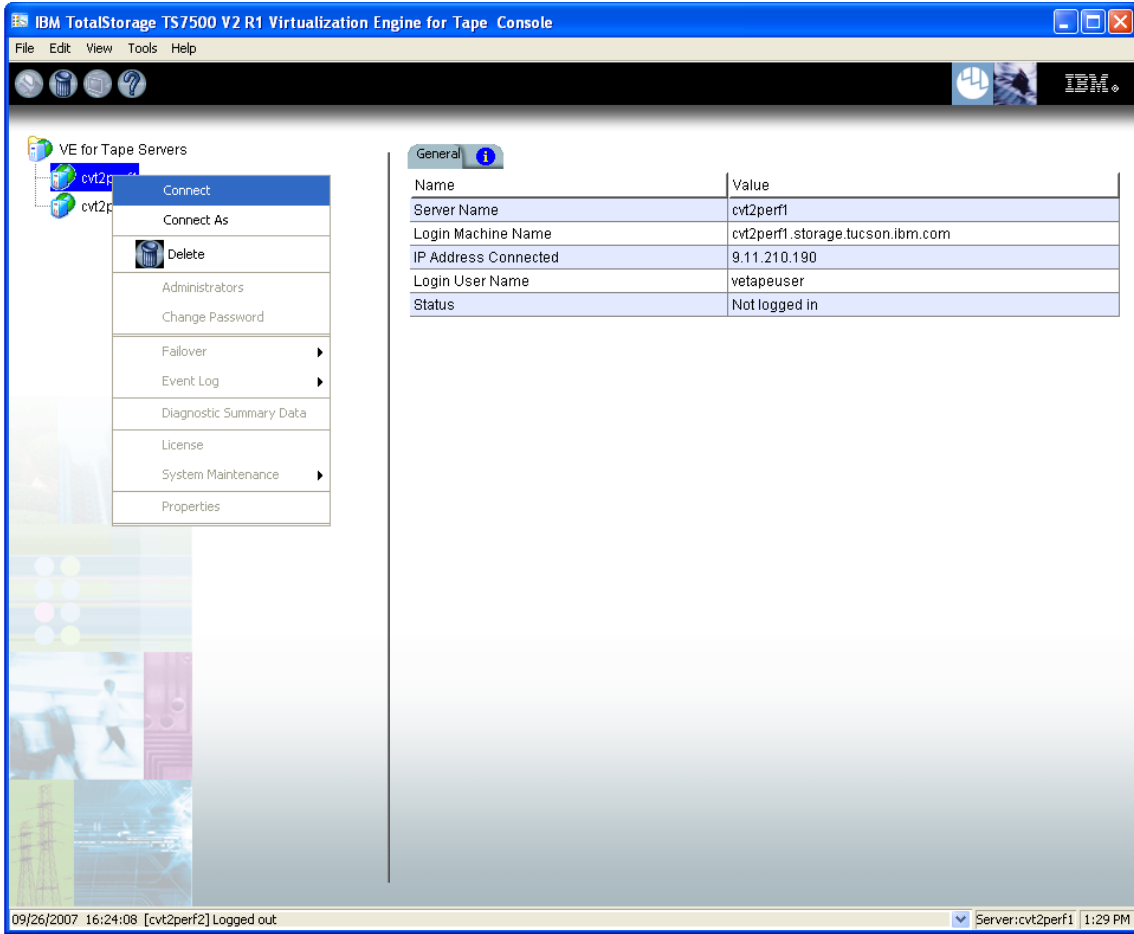 IBM TotalStorage TS7500 V2 R1 Virtualization Engine for Tape Console
File Edit View Tools Help
IBM
VE for Tape Servers
cvt2p
cvt2p
Connect
Connect As
Delete
Administrators
Change Password
Failover
Event Log
Diagnostic Summary Data
License
System Maintenance
Properties
General
Name Value
Server Name cvt2perf1
Login Machine Name cvt2perf1.storage.tucson.ibm.com
IP Address Connected 9.11.210.190
Login User Name vetapeuser
Status Not logged in
09/26/2007 16:24:08 [cvt2perf2] Logged out
Server:cvt2perf1 1:29 PM